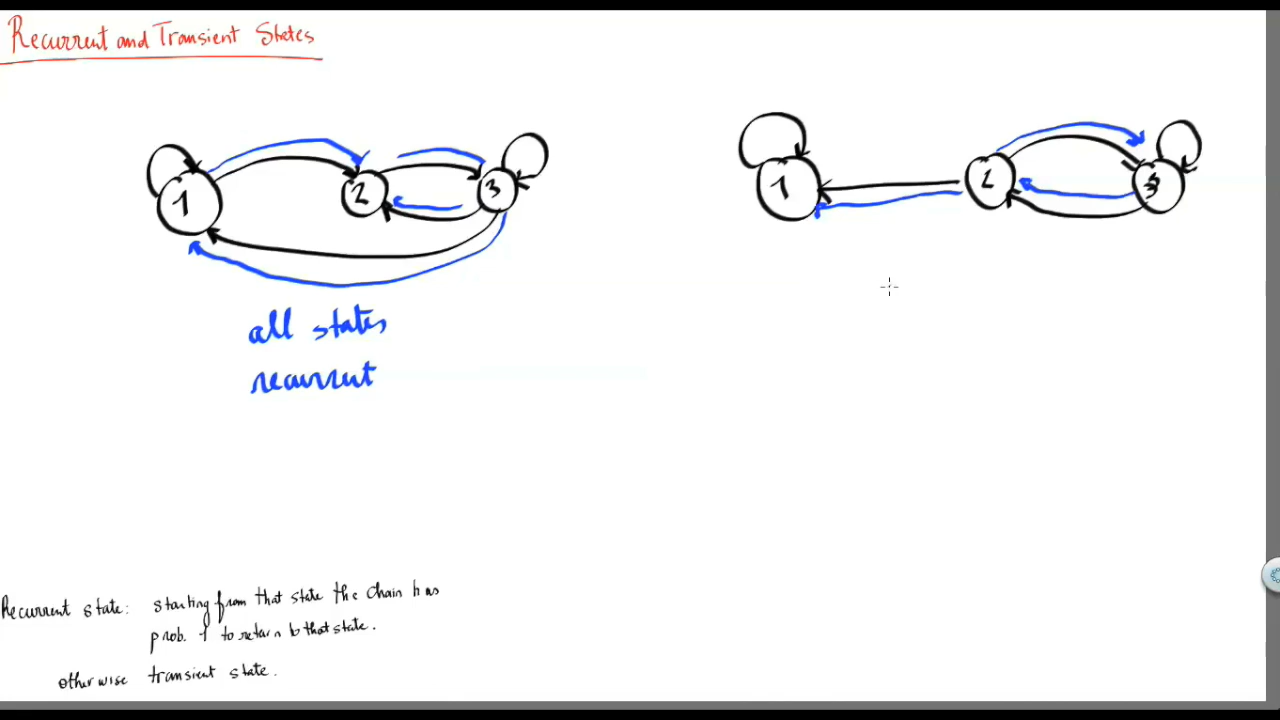 Recurrent and Transient States
1
2
3
1
2
3
all states
recurrent
Recurrent state: starting from that state the chain has
prob. 1 to return to that state.
otherwise transient state.